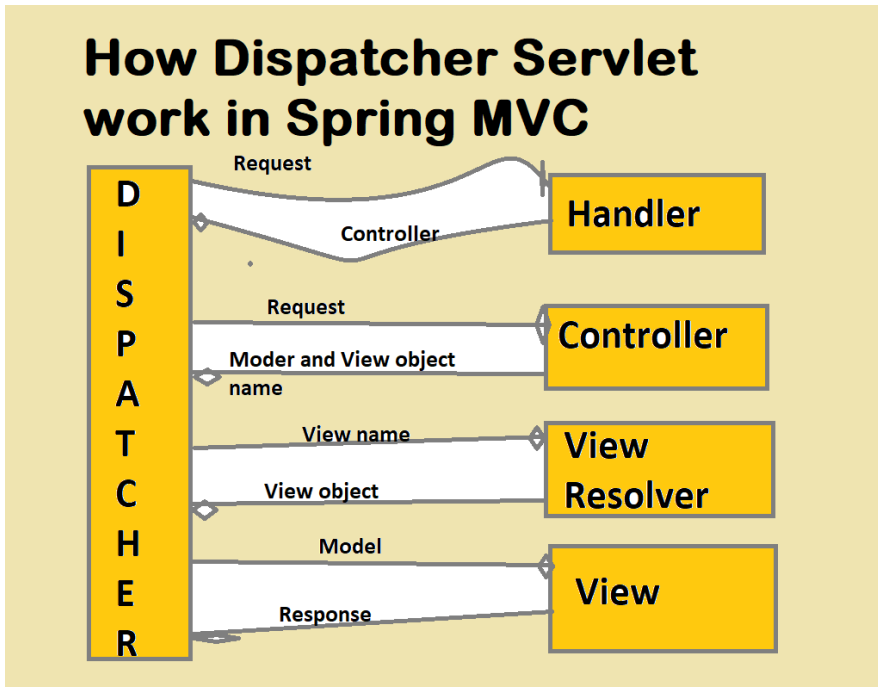 How Dispatcher Servlet
work in Spring MVC
D
I
S
P
A
T
C
H
E
R
Request
Handler
Controller
Request
Controller
Moder and View object
name
View name
View
Resolver
View object
Model
View
Response